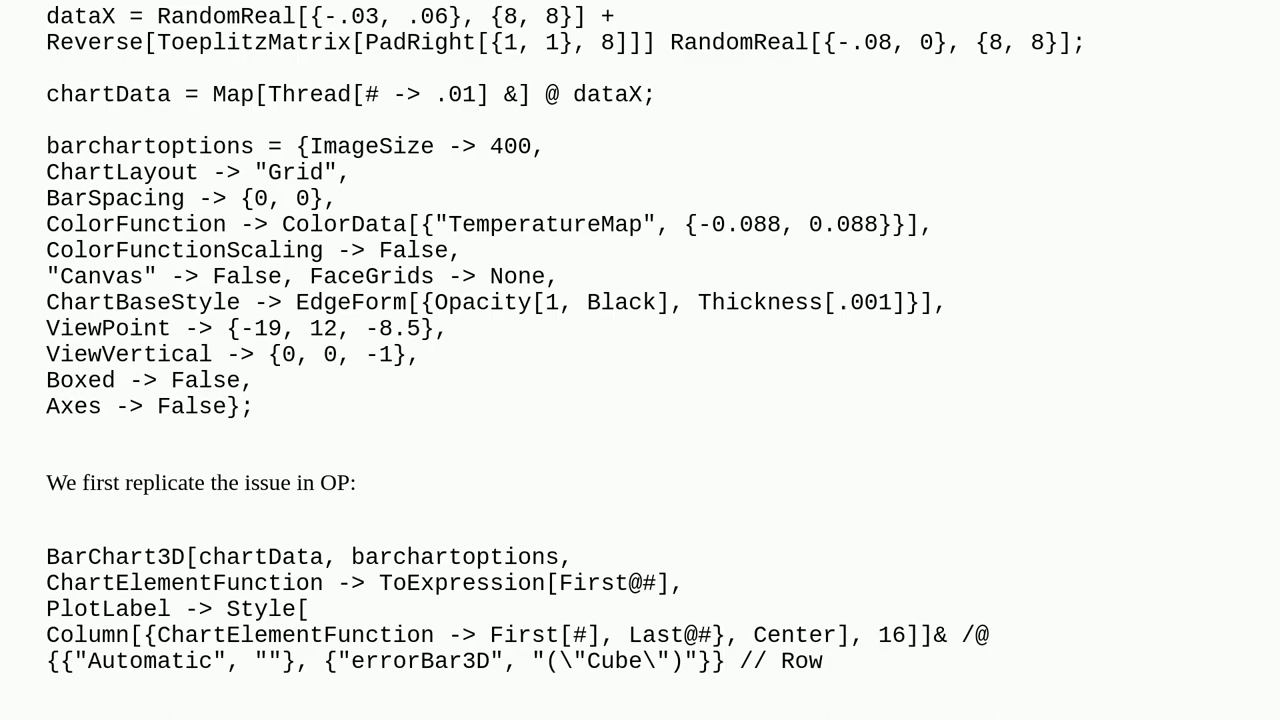 dataX = RandomReal[{-.03, .06}, {8, 8}] +
Reverse[ToeplitzMatrix[PadRight[{1, 1}, 8]]] RandomReal[{-.08, 0}, {8, 8}];
chartData = Map[Thread[# -> .01] &] @ dataX;
barchartoptions = {ImageSize -> 400,
ChartLayout -> "Grid",
BarSpacing -> {0, 0},
ColorFunction -> ColorData[{"TemperatureMap", {-0.088, 0.088}}],
ColorFunctionScaling -> False,
"Canvas" -> False, FaceGrids -> None,
ChartBaseStyle -> EdgeForm[{Opacity[1, Black], Thickness[.001]}],
ViewPoint -> {-19, 12, -8.5},
ViewVertical -> {0, 0, -1},
Boxed -> False,
Axes -> False};
We first replicate the issue in OP:
BarChart3D[chartData, barchartoptions,
ChartElementFunction -> ToExpression[First@#],
PlotLabel -> Style[
Column[{ChartElementFunction -> First[#], Last@#}, Center], 16]]& /@
{{"Automatic", ""}, {"errorBar3D", "(\"Cube\")"}} // Row